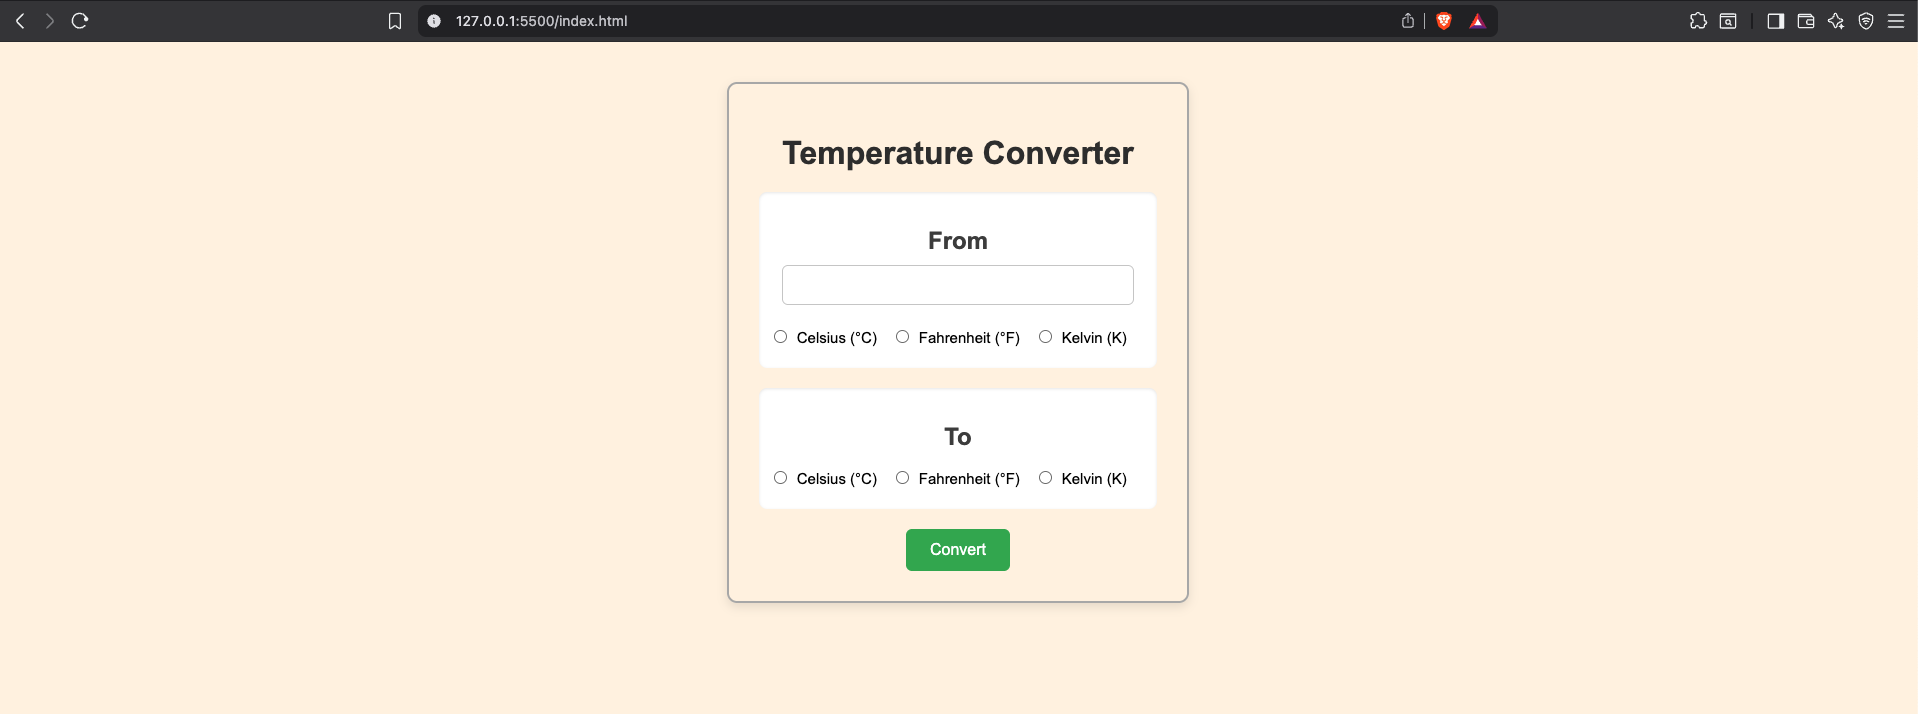 127.0.0.1:5500/index.html
Temperature Converter
From
Celsius (°C) Fahrenheit (°F) Kelvin (K)
To
Celsius (°C) Fahrenheit (°F) Kelvin (K)
Convert